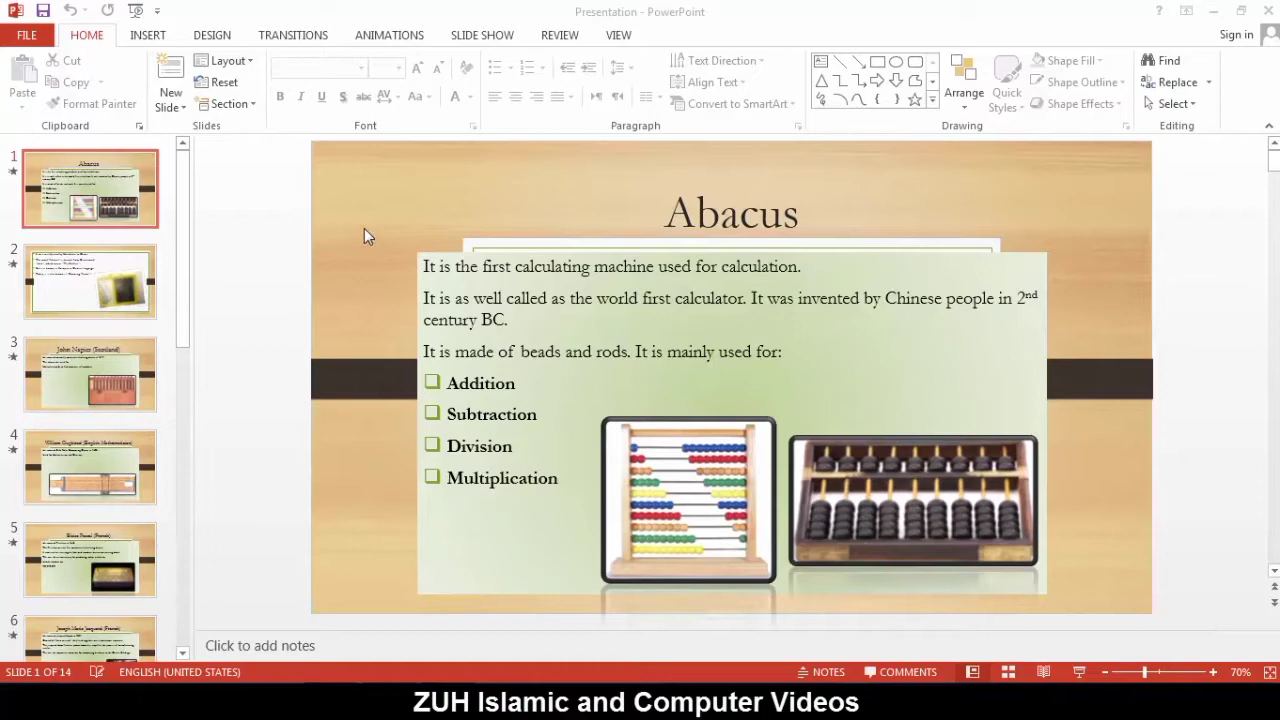 Presentation - PowerPoint
Sign in
FILE HOME INSERT DESIGN TRANSITIONS ANIMATIONS SLIDE SHOW REVIEW VIEW
Paste
Cut
Copy
Format Painter
Clipboard
New Slide
Layout
Reset
Section
Slides
Font
Text Direction
Align Text
Convert to SmartArt
Paragraph
Arrange
Quick Styles
Shape Fill
Shape Outline
Shape Effects
Drawing
Find
Replace
Select
Editing
1
2
3
4
5
6
Abacus
It is the first calculating machine used for calculation.
It is as well called as the world first calculator. It was invented by Chinese people in 2nd
century BC.
It is made of beads and rods. It is mainly used for:
Addition
Subtraction
Division
Multiplication
Click to add notes
SLIDE 1 OF 14 ENGLISH (UNITED STATES) NOTES COMMENTS 70%
ZUH Islamic and Computer Videos